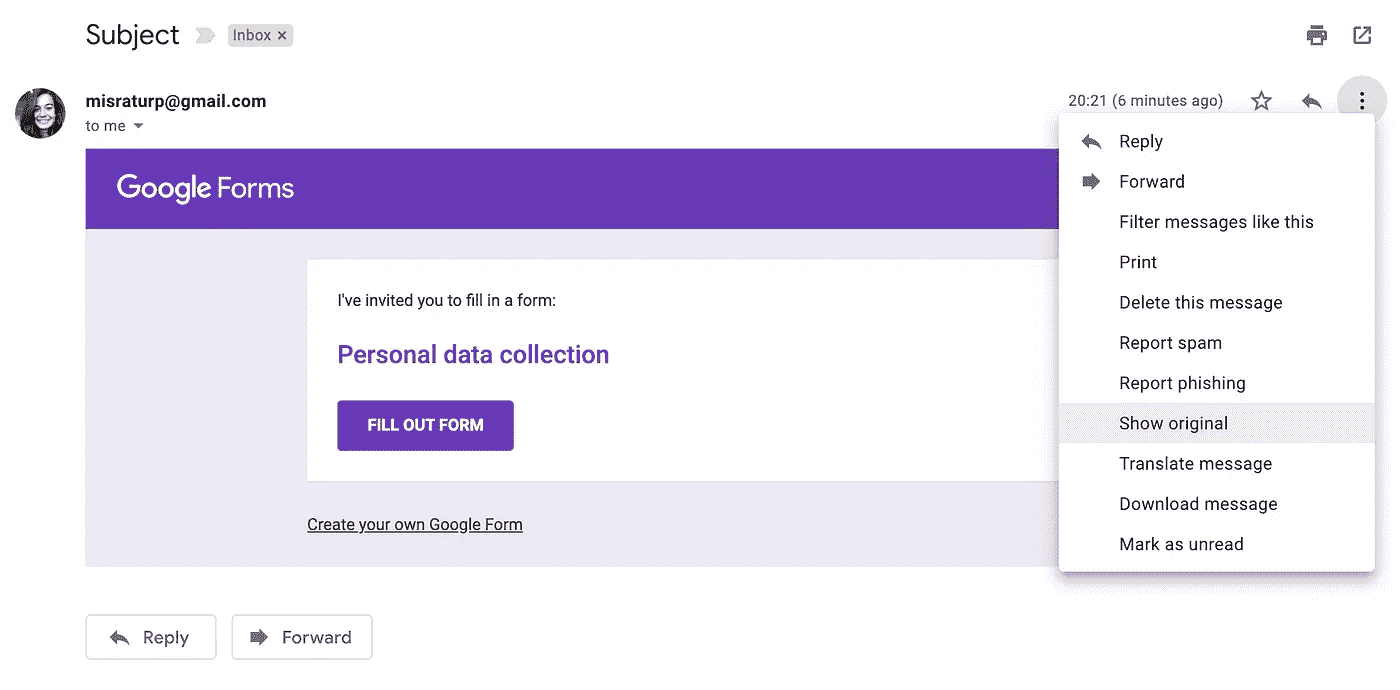 Subject
Inbox ×
misraturp@gmail.com
20:21 (6 minutes ago)
to me
Google Forms
I've invited you to fill in a form:
Personal data collection
FILL OUT FORM
Create your own Google Form
Reply
Forward
Filter messages like this
Print
Delete this message
Report spam
Report phishing
Show original
Translate message
Download message
Mark as unread
Reply
Forward